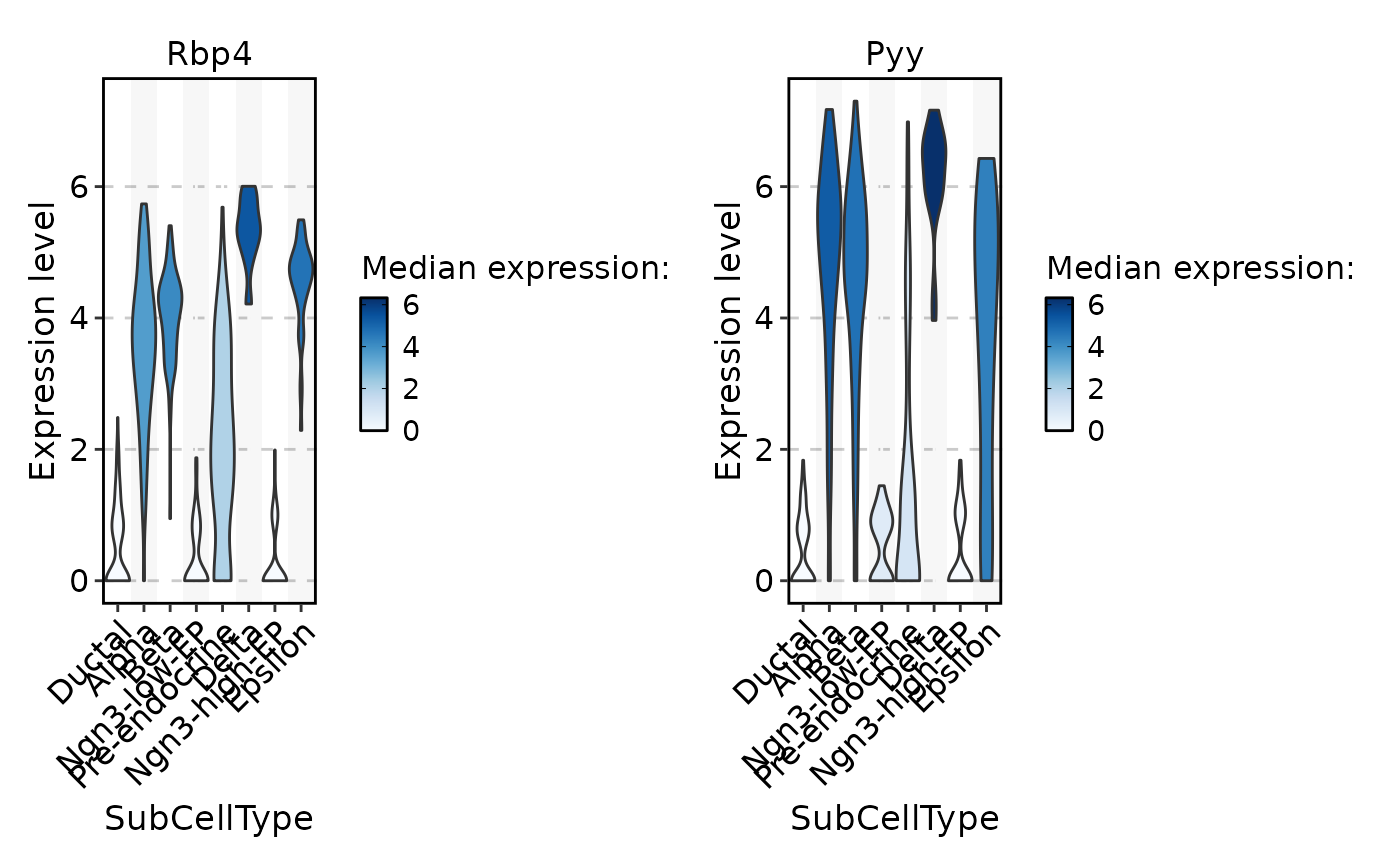 Rbp4
Expression level
6
4
2
0
Ductal
Alpha
Beta
Ngn3-low-EP
Pre-endocrine
Delta
Ngn3-high-EP
Epsilon
SubCellType
Median expression:
6
4
2
0
Pyy
Expression level
6
4
2
0
Ductal
Alpha
Beta
Ngn3-low-EP
Pre-endocrine
Delta
Ngn3-high-EP
Epsilon
SubCellType
Median expression:
6
4
2
0